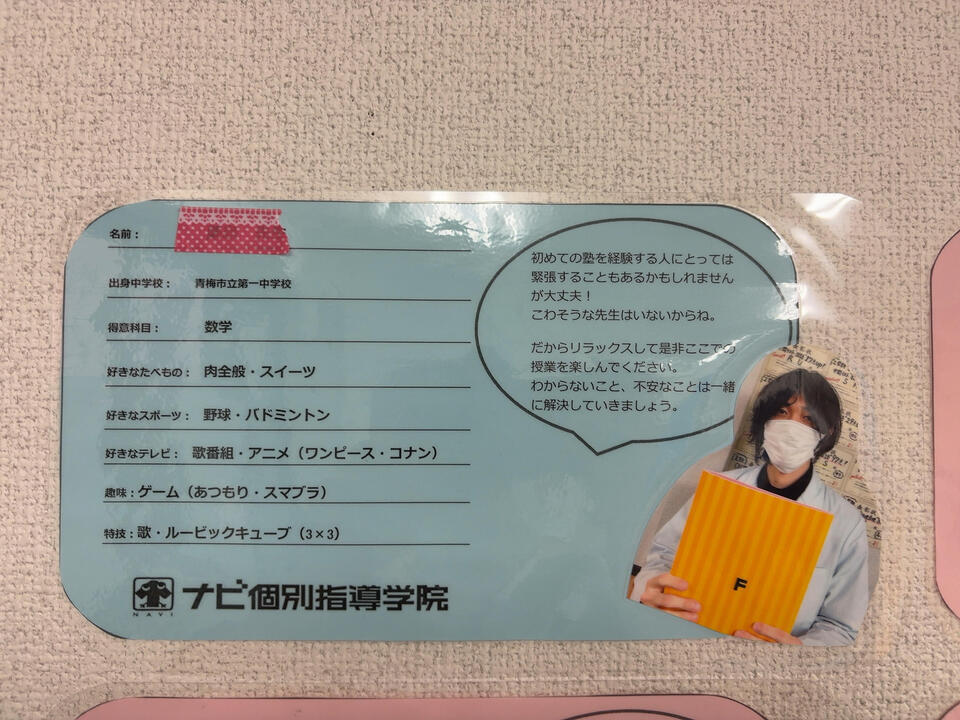 名前：
出身中学校： 青梅市立第一中学校
得意科目： 数学
好きなたべもの： 肉全般・スイーツ
好きなスポーツ： 野球・バドミントン
好きなテレビ： 歌番組・アニメ（ワンピース・コナン）
趣味：ゲーム（あつもり・スマブラ）
特技：歌・ルービックキューブ（3×3）
NAVI
ナビ個別指導学院
初めての塾を経験する人にとっては
緊張することもあるかもしれません
が大丈夫！
こわそうな先生はいないからね。
だからリラックスして是非ここでの
授業を楽しんでください。
わからないこと、不安なことは一緒
に解決していきましょう。
F